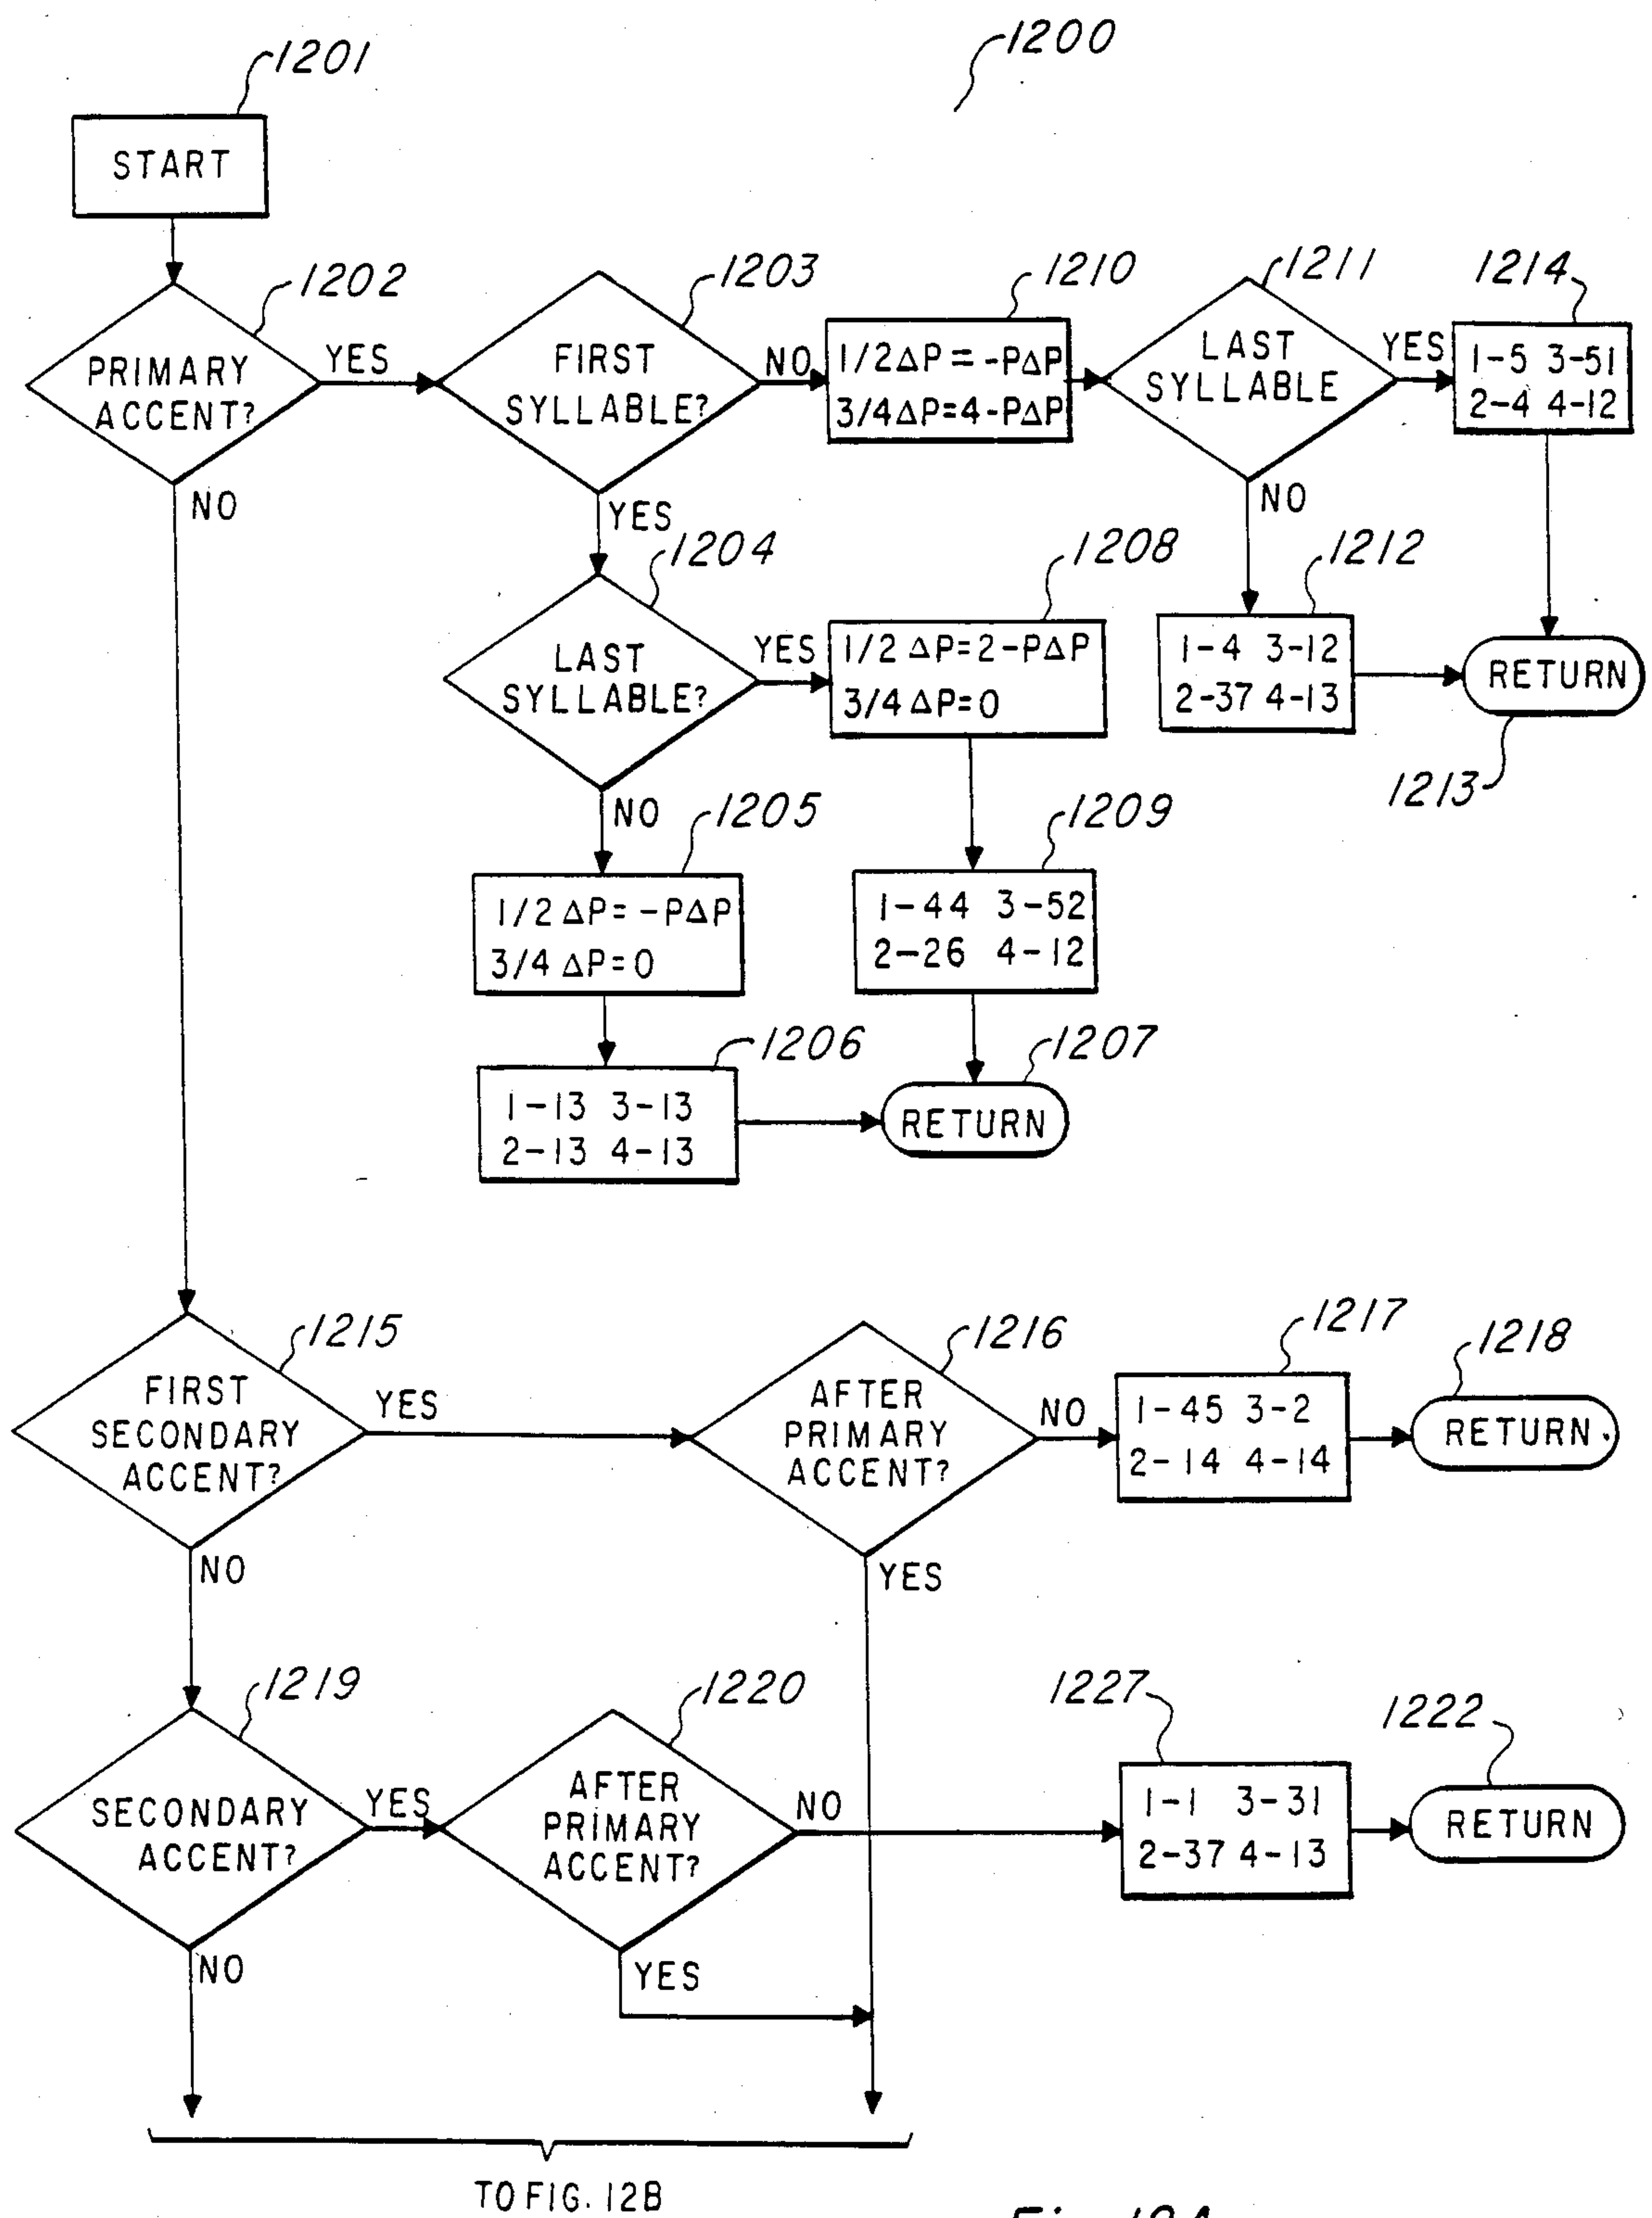 1200
1201
START
1202
PRIMARY
ACCENT?
YES
NO
1203
FIRST
SYLLABLE?
NO
YES
1210
1/2 ΔP = -PΔP
3/4 ΔP = 4-PΔP
1211
LAST
SYLLABLE
YES
NO
1214
1-5 3-51
2-4 4-12
1204
LAST
SYLLABLE?
YES
NO
1208
1/2 ΔP = 2-PΔP
3/4 ΔP = 0
1212
1-4 3-12
2-37 4-13
RETURN
1213
1205
1/2 ΔP = -PΔP
3/4 ΔP = 0
1209
1-44 3-52
2-26 4-12
1206
1-13 3-13
2-13 4-13
1207
RETURN
1215
FIRST
SECONDARY
ACCENT?
YES
NO
1216
AFTER
PRIMARY
ACCENT?
NO
YES
1217
1-45 3-2
2-14 4-14
1218
RETURN
1219
SECONDARY
ACCENT?
YES
NO
1220
AFTER
PRIMARY
ACCENT?
NO
YES
1227
1-1 3-31
2-37 4-13
1222
RETURN
TO FIG. 12B